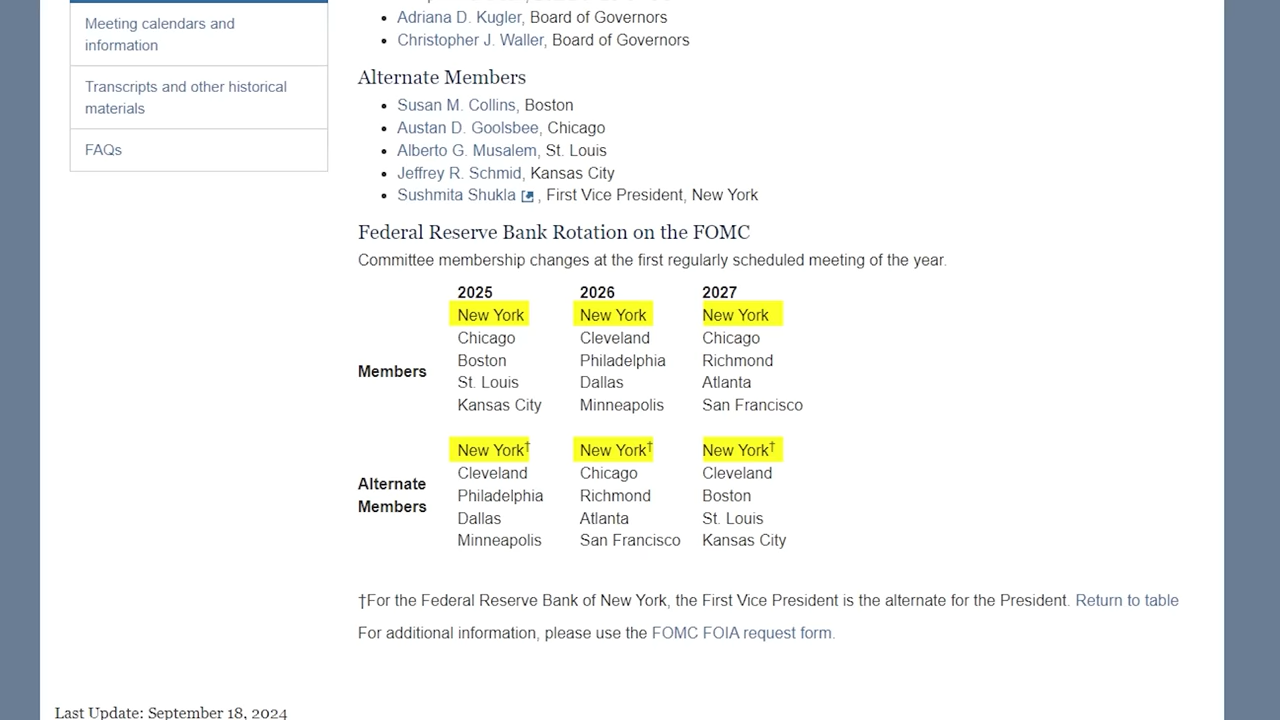 Meeting calendars and
information
Transcripts and other historical
materials
FAQs
Adriana D. Kugler, Board of Governors
Christopher J. Waller, Board of Governors
Alternate Members
Susan M. Collins, Boston
Austan D. Goolsbee, Chicago
Alberto G. Musalem, St. Louis
Jeffrey R. Schmid, Kansas City
Sushmita Shukla , First Vice President, New York
Federal Reserve Bank Rotation on the FOMC
Committee membership changes at the first regularly scheduled meeting of the year.
2025 2026 2027
Members
New York New York New York
Chicago Cleveland Chicago
Boston Philadelphia Richmond
St. Louis Dallas Atlanta
Kansas City Minneapolis San Francisco
Alternate
Members
New York† New York† New York†
Cleveland Chicago Cleveland
Philadelphia Richmond Boston
Dallas Atlanta St. Louis
Minneapolis San Francisco Kansas City
†For the Federal Reserve Bank of New York, the First Vice President is the alternate for the President. Return to table
For additional information, please use the FOMC FOIA request form.
Last Update: September 18, 2024